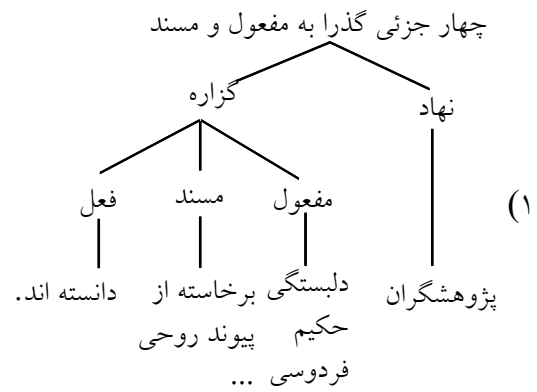 چهار جزئی گذرا به مفعول و مسند
نهاد
گزاره
مفعول
مسند
فعل
۱)
پژوهشگران
دلبستگی
حکیم
فردوسی ...
برخاسته از
پیوند روحی
دانسته اند.